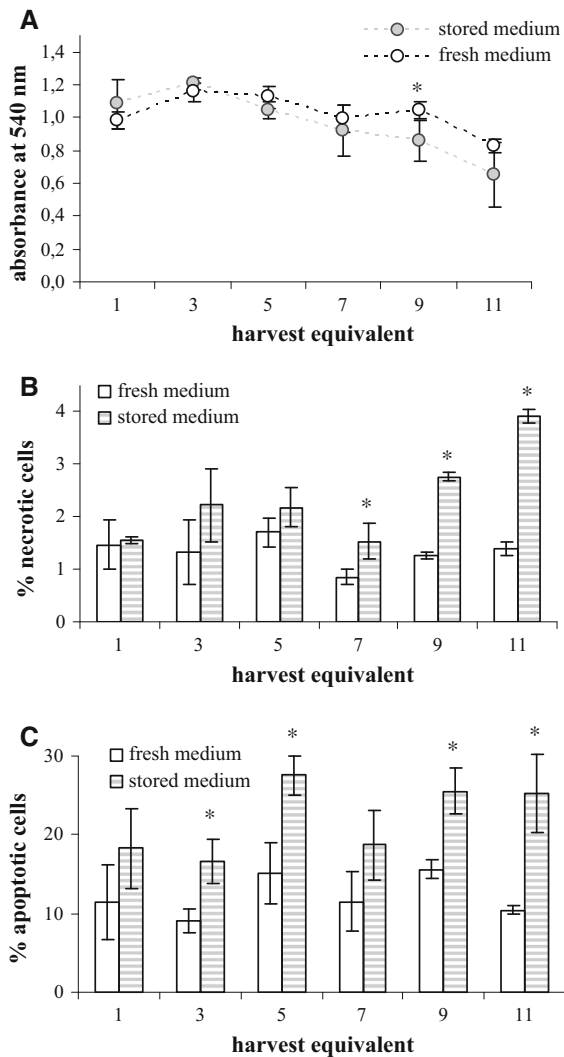 A
stored medium
fresh medium
absorbance at 540 nm
1,4
1,2
1,0
0,8
0,6
0,4
0,2
0,0
*
1 3 5 7 9 11
harvest equivalent
B
fresh medium
stored medium
% necrotic cells
4
3
2
1
0
* * *
1 3 5 7 9 11
harvest equivalent
C
fresh medium
stored medium
% apoptotic cells
30
20
10
0
* * * *
1 3 5 7 9 11
harvest equivalent